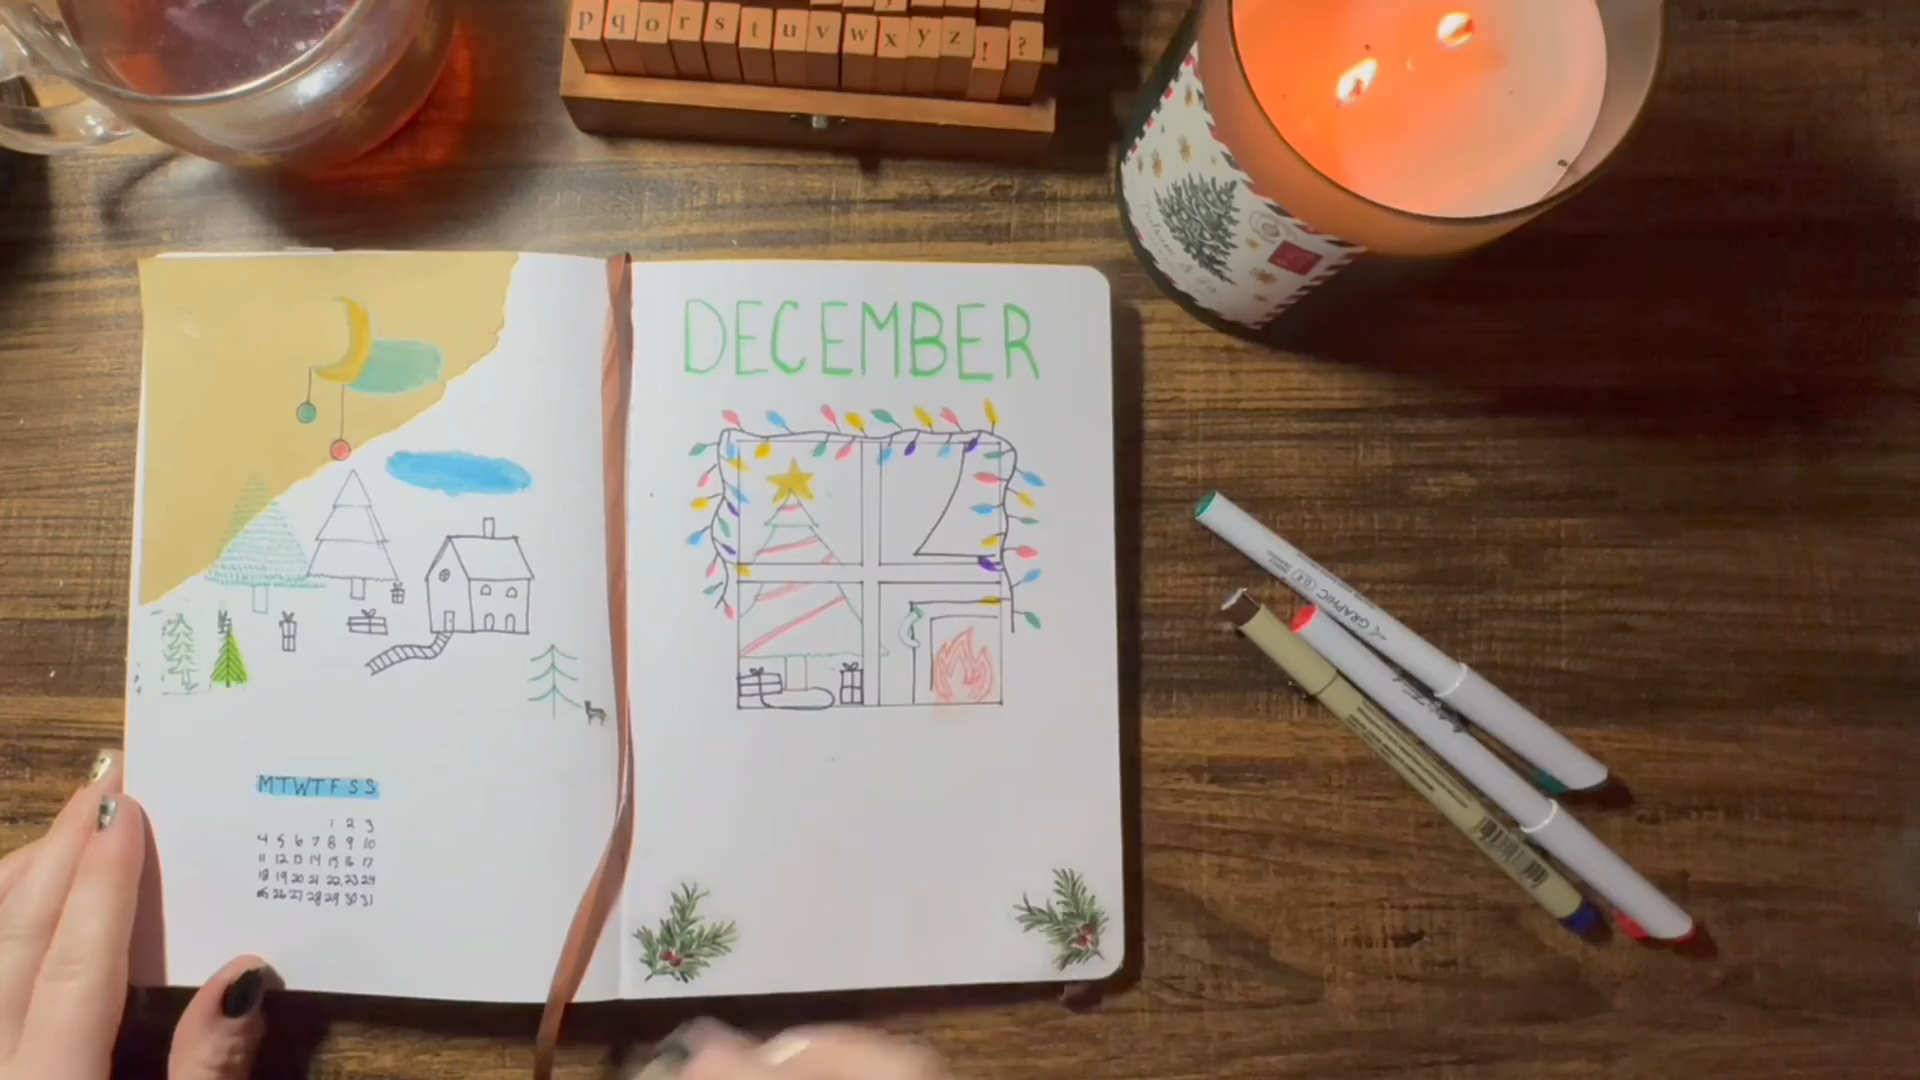 p q o r s t u v w x y z ! ?
DECEMBER
GRAPHIC
M T W T F S S
1 2 3
4 5 6 7 8 9 10
11 12 13 14 15 16 17
18 19 20 21 22 23 24
25 26 27 28 29 30 31